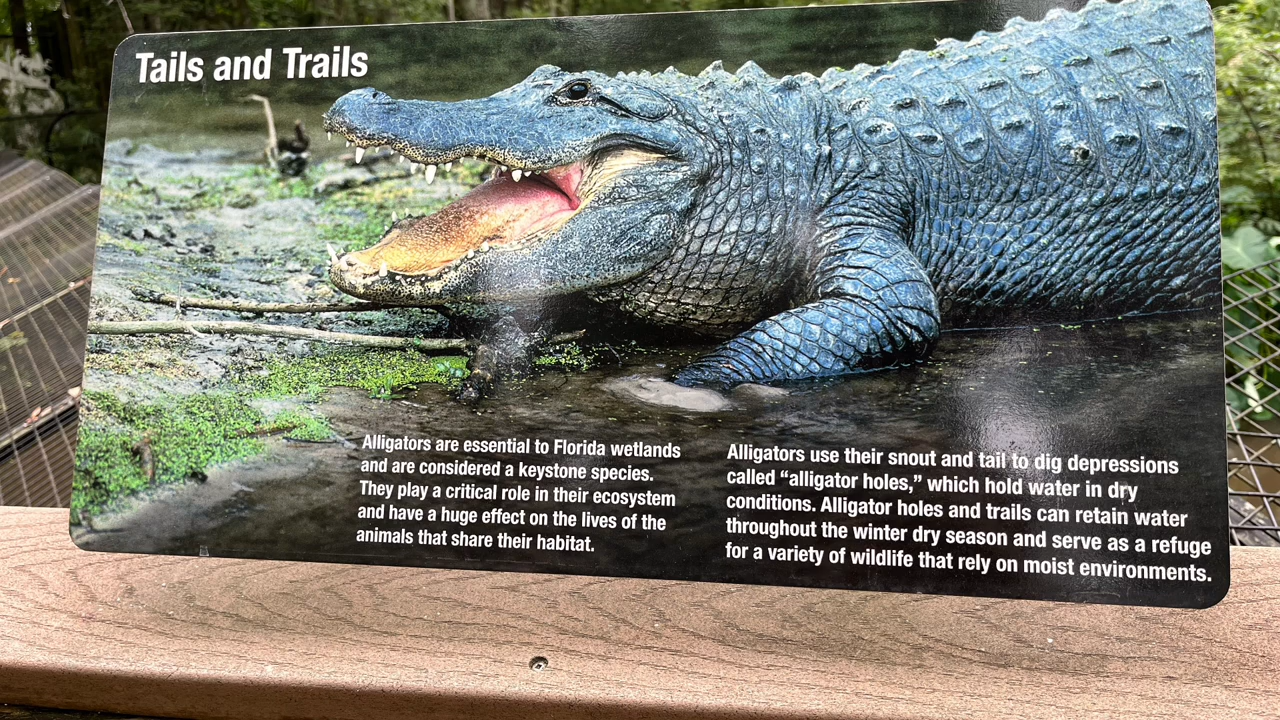 Tails and Trails
Alligators are essential to Florida wetlands
and are considered a keystone species.
They play a critical role in their ecosystem
and have a huge effect on the lives of the
animals that share their habitat.
Alligators use their snout and tail to dig depressions
called “alligator holes,” which hold water in dry
conditions. Alligator holes and trails can retain water
throughout the winter dry season and serve as a refuge
for a variety of wildlife that rely on moist environments.